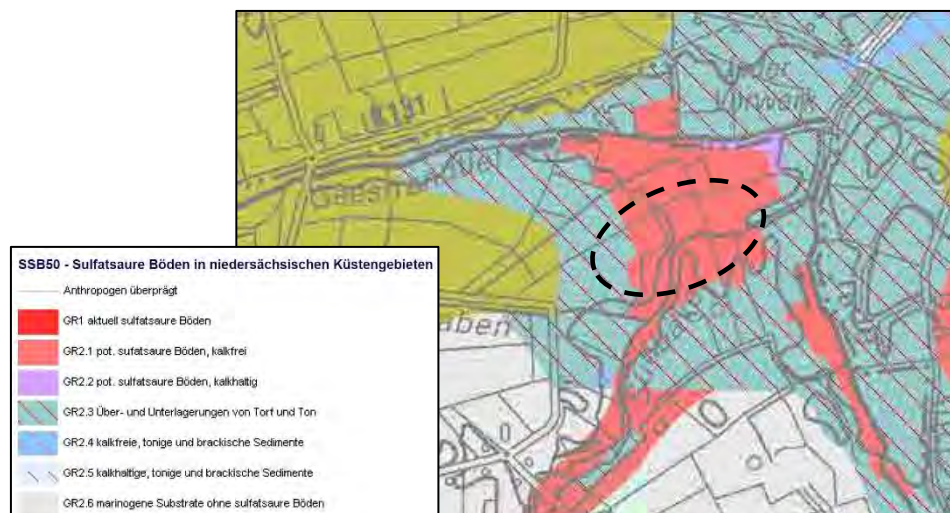 SSB50 - Sulfatsaure Böden in niedersächsischen Küstengebieten
Anthropogen überprägt
GR1 aktuell sulfatsaure Böden
GR2.1 pot. sufatsaure Böden, kalkfrei
GR2.2 pot. sulfatsaure Böden, kalkhaltig
GR2.3 Über- und Unterlagerungen von Torf und Ton
GR2.4 kalkfreie, tonige und brackische Sedimente
GR2.5 kalkhaltige, tonige und brackische Sedimente
GR2.6 marinogene Substrate ohne sulfatsaure Böden